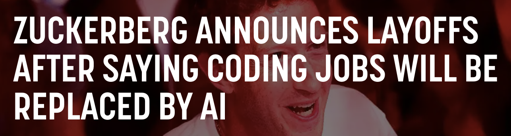 ZUCKERBERG ANNOUNCES LAYOFFS
AFTER SAYING CODING JOBS WILL BE
REPLACED BY AI